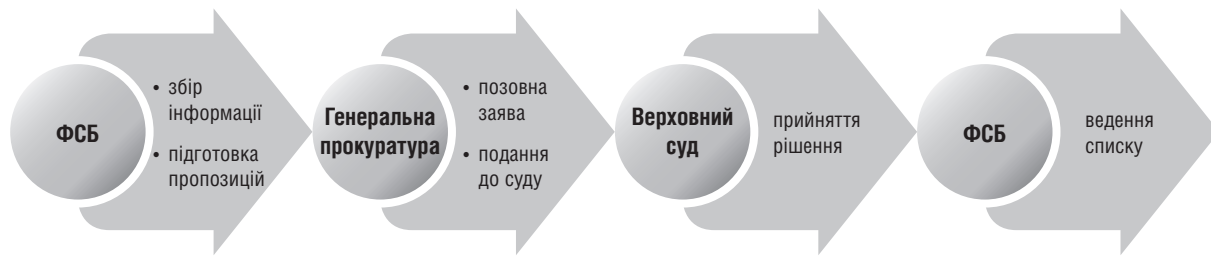 ФСБ
• збір
інформації
• підготовка
пропозицій
Генеральна
прокуратура
• позовна
заява
• подання
до суду
Верховний
суд
прийняття
рішення
ФСБ
ведення
списку